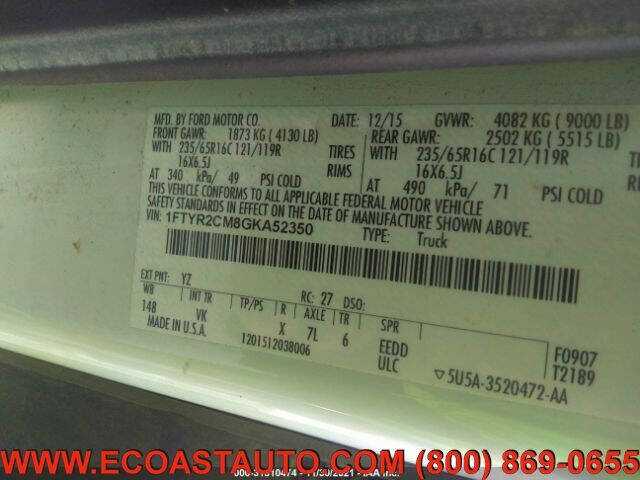 MFD. BY FORD MOTOR CO.
DATE: 12/15 GVWR: 4082 KG ( 9000 LB)
FRONT GAWR: 1873 KG ( 4130 LB)
REAR GAWR: 2502 KG ( 5515 LB)
WITH 235/65R16C 121/119R TIRES WITH 235/65R16C 121/119R
16X6.5J RIMS 16X6.5J
AT 340 kPa/ 49 PSI COLD AT 490 kPa/ 71 PSI COLD
THIS VEHICLE CONFORMS TO ALL APPLICABLE FEDERAL MOTOR VEHICLE
SAFETY STANDARDS IN EFFECT ON THE DATE OF MANUFACTURE SHOWN ABOVE.
VIN: 1FTYR2CM8GKA52350
TYPE: Truck
EXT PNT: YZ RC: 27 DSO:
WB INT TR TP/PS R AXLE TR SPR
148 VK X 7L 6 EEDD F0907
MADE IN U.S.A. 1201512038006 ULC ▽5U5A-3520472-AA T2189
WWW.ECOASTAUTO.COM (800) 869-0655